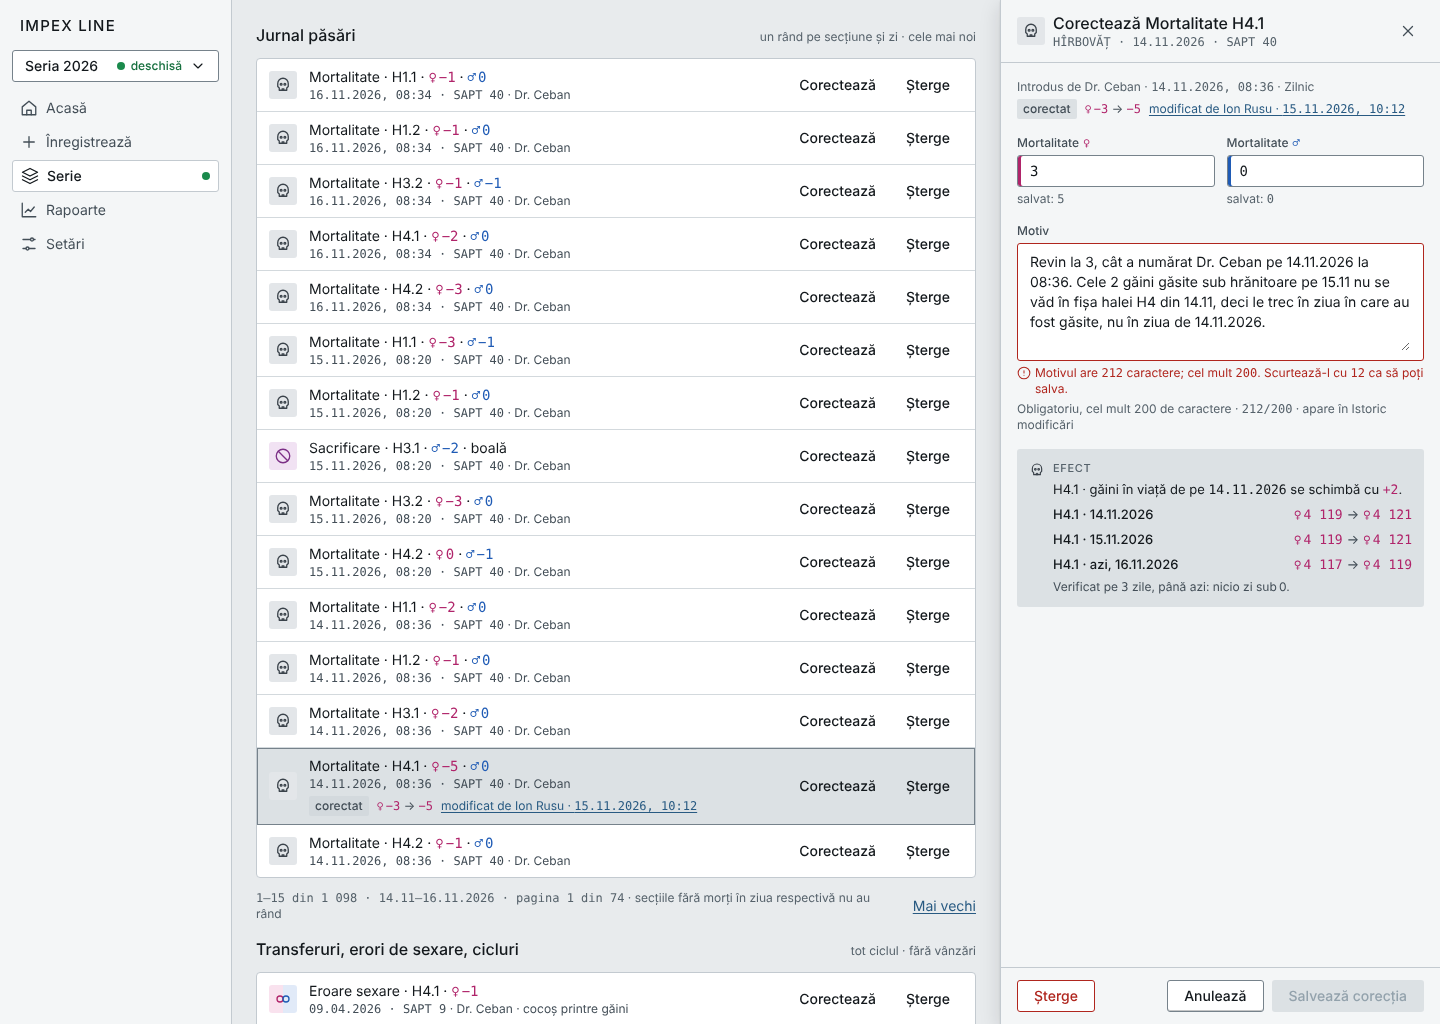 IMPEX LINE
Seria 2026 deschisă
Acasă
Înregistrează
Serie
Rapoarte
Setări
Jurnal păsări
un rând pe secțiune și zi · cele mai noi
Mortalitate · H1.1 · ♀−1 · ♂0
16.11.2026, 08:34 · SAPT 40 · Dr. Ceban
Corectează Șterge
Mortalitate · H1.2 · ♀−1 · ♂0
16.11.2026, 08:34 · SAPT 40 · Dr. Ceban
Corectează Șterge
Mortalitate · H3.2 · ♀−1 · ♂−1
16.11.2026, 08:34 · SAPT 40 · Dr. Ceban
Corectează Șterge
Mortalitate · H4.1 · ♀−2 · ♂0
16.11.2026, 08:34 · SAPT 40 · Dr. Ceban
Corectează Șterge
Mortalitate · H4.2 · ♀−3 · ♂0
16.11.2026, 08:34 · SAPT 40 · Dr. Ceban
Corectează Șterge
Mortalitate · H1.1 · ♀−3 · ♂−1
15.11.2026, 08:20 · SAPT 40 · Dr. Ceban
Corectează Șterge
Mortalitate · H1.2 · ♀−1 · ♂0
15.11.2026, 08:20 · SAPT 40 · Dr. Ceban
Corectează Șterge
Sacrificare · H3.1 · ♂−2 · boală
15.11.2026, 08:20 · SAPT 40 · Dr. Ceban
Corectează Șterge
Mortalitate · H3.2 · ♀−3 · ♂0
15.11.2026, 08:20 · SAPT 40 · Dr. Ceban
Corectează Șterge
Mortalitate · H4.2 · ♀0 · ♂−1
15.11.2026, 08:20 · SAPT 40 · Dr. Ceban
Corectează Șterge
Mortalitate · H1.1 · ♀−2 · ♂0
14.11.2026, 08:36 · SAPT 40 · Dr. Ceban
Corectează Șterge
Mortalitate · H1.2 · ♀−1 · ♂0
14.11.2026, 08:36 · SAPT 40 · Dr. Ceban
Corectează Șterge
Mortalitate · H3.1 · ♀−2 · ♂0
14.11.2026, 08:36 · SAPT 40 · Dr. Ceban
Corectează Șterge
Mortalitate · H4.1 · ♀−5 · ♂0
14.11.2026, 08:36 · SAPT 40 · Dr. Ceban
corectat ♀−3 → −5 modificat de Ion Rusu · 15.11.2026, 10:12
Corectează Șterge
Mortalitate · H4.2 · ♀−1 · ♂0
14.11.2026, 08:36 · SAPT 40 · Dr. Ceban
Corectează Șterge
1–15 din 1 098 · 14.11–16.11.2026 · pagina 1 din 74 · secțiile fără morți în ziua respectivă nu au
rând
Mai vechi
Transferuri, erori de sexare, cicluri
tot ciclul · fără vânzări
Eroare sexare · H4.1 · ♀−1
09.04.2026 · SAPT 9 · Dr. Ceban · cocoș printre găini
Corectează Șterge
Corectează Mortalitate H4.1
HÎRBOVĂȚ · 14.11.2026 · SAPT 40
Introdus de Dr. Ceban · 14.11.2026, 08:36 · Zilnic
corectat ♀−3 → −5 modificat de Ion Rusu · 15.11.2026, 10:12
Mortalitate ♀ Mortalitate ♂
3 0
salvat: 5 salvat: 0
Motiv
Revin la 3, cât a numărat Dr. Ceban pe 14.11.2026 la
08:36. Cele 2 găini găsite sub hrănitoare pe 15.11 nu se
văd în fișa halei H4 din 14.11, deci le trec în ziua în care au
fost găsite, nu în ziua de 14.11.2026.
Motivul are 212 caractere; cel mult 200. Scurtează-l cu 12 ca să poți
salva.
Obligatoriu, cel mult 200 de caractere · 212/200 · apare în Istoric
modificări
EFECT
H4.1 · găini în viață de pe 14.11.2026 se schimbă cu +2.
H4.1 · 14.11.2026 ♀4 119 → ♀4 121
H4.1 · 15.11.2026 ♀4 119 → ♀4 121
H4.1 · azi, 16.11.2026 ♀4 117 → ♀4 119
Verificat pe 3 zile, până azi: nicio zi sub 0.
Șterge Anulează Salvează corecția